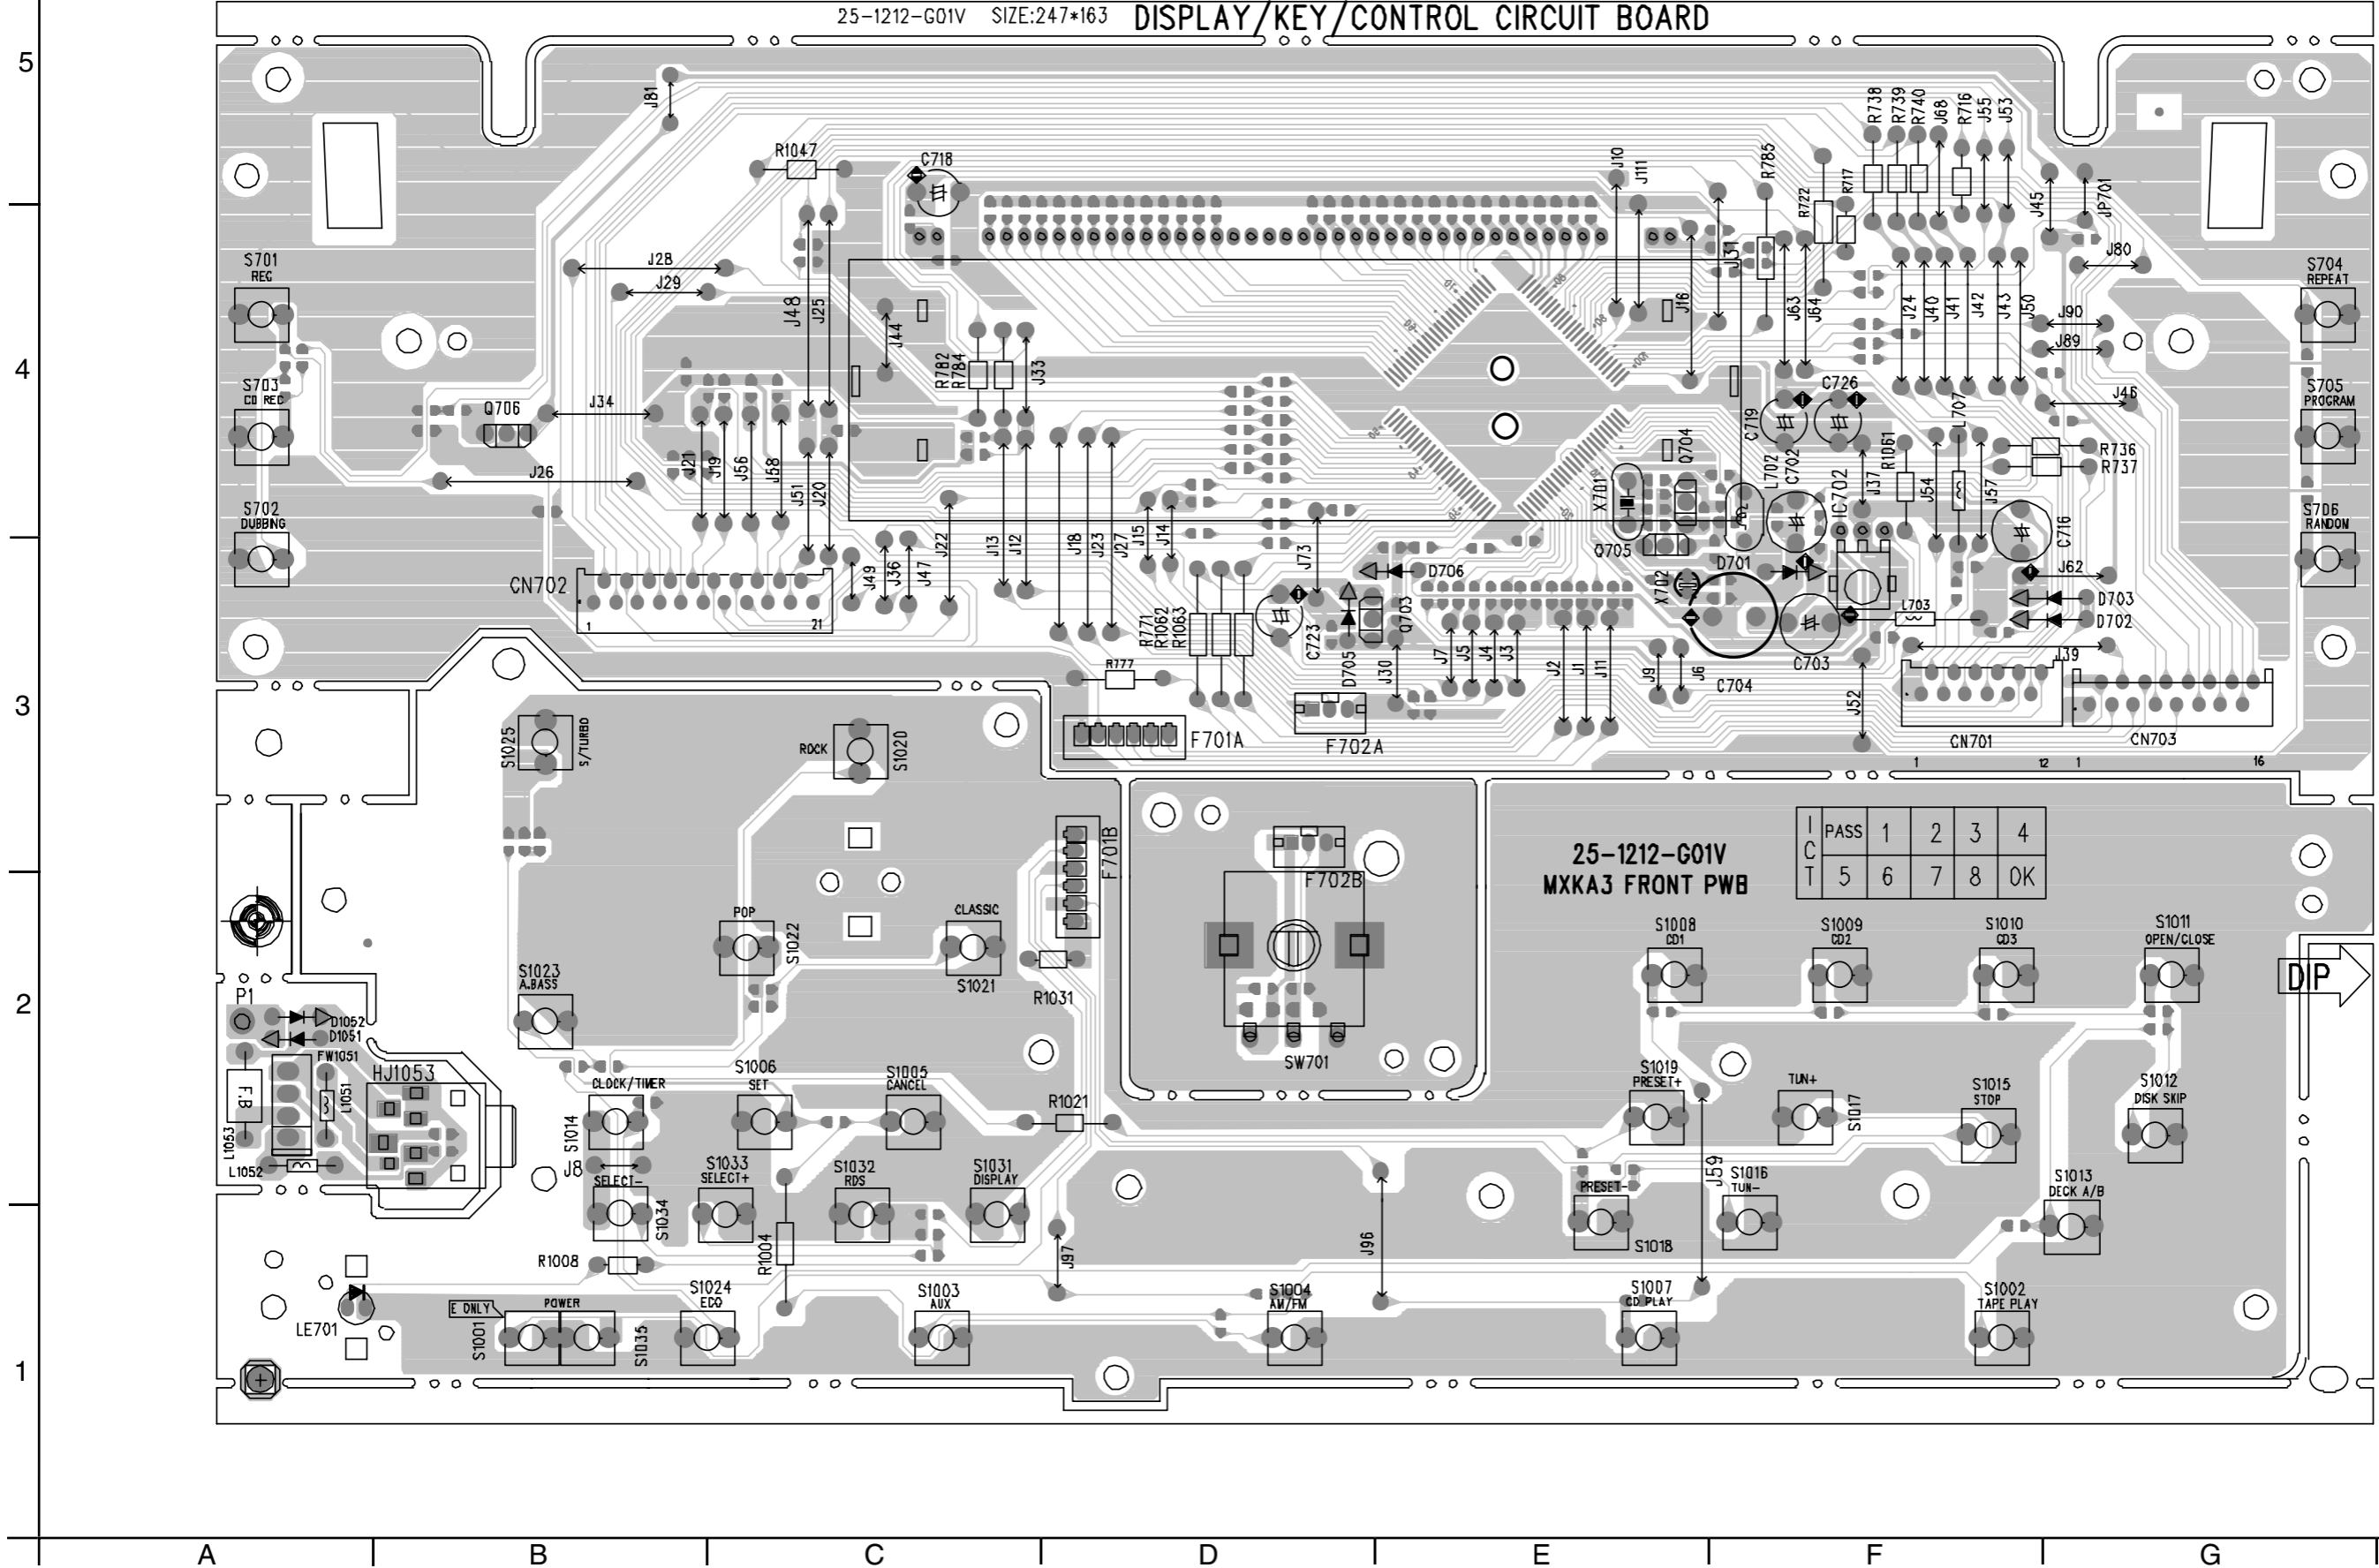 25-1212-G01V SIZE:247*163 DISPLAY/KEY/CONTROL CIRCUIT BOARD
5
J81
R738
R739
R740
J68
R716
J55
J53
R1047
C718
J10
J111
R785
R722
R717
J45
JP701
S701
REC
J28
J29
J48
J25
J44
J31
J16
J63
J64
J24
J40
J41
J42
J43
J50
J80
J90
J89
S704
REPEAT
4
R782
R784
J33
S703
CD REC
Q706
J34
J26
J21
J19
J56
J58
J51
J20
C726
C719
L707
J46
S705
PROGRAM
Q704
L702
C702
R1061
R736
R737
X701
IC702
J37
J54
J57
C716
S702
DUBBING
S706
RANDOM
CN702
1
21
J49
J36
J47
J22
J13
J12
J18
J23
J27
J15
J14
J73
D706
Q705
D701
X702
J62
D703
D702
L703
R771
R1062
R1063
C723
D705
Q703
J30
J7
J5
J4
J3
J2
J1
J11
J9
J6
C703
C704
J52
J39
R777
3
S1025
S/TURBO
ROCK
S1020
F701A
F702A
CN701
CN703
1
12
1
16
F701B
F702B
25-1212-G01V
MXKA3 FRONT PWB
ICT
PASS 1 2 3 4
5 6 7 8 OK
POP
S1022
CLASSIC
S1021
R1031
S1023
A.BASS
S1008
CD1
S1009
CD2
S1010
CD3
S1011
OPEN/CLOSE
DIP
2
P1
D1052
D1051
FW1051
HJ1053
F.B
L1051
L1053
L1052
SW701
CLOCK/TIMER
S1014
S1006
SET
S1005
CANCEL
R1021
S1019
PRESET+
TUN+
S1017
S1015
STOP
S1012
DISK SKIP
J8
SELECT-
S1034
S1033
SELECT+
S1032
RDS
S1031
DISPLAY
PRESET-
S1018
J59
S1016
TUN-
S1013
DECK A/B
R1008
R1004
J97
J96
LE701
E ONLY
POWER
S1001
S1035
S1024
ECO
S1003
AUX
S1004
AM/FM
S1007
CD PLAY
S1002
TAPE PLAY
1
A B C D E F G